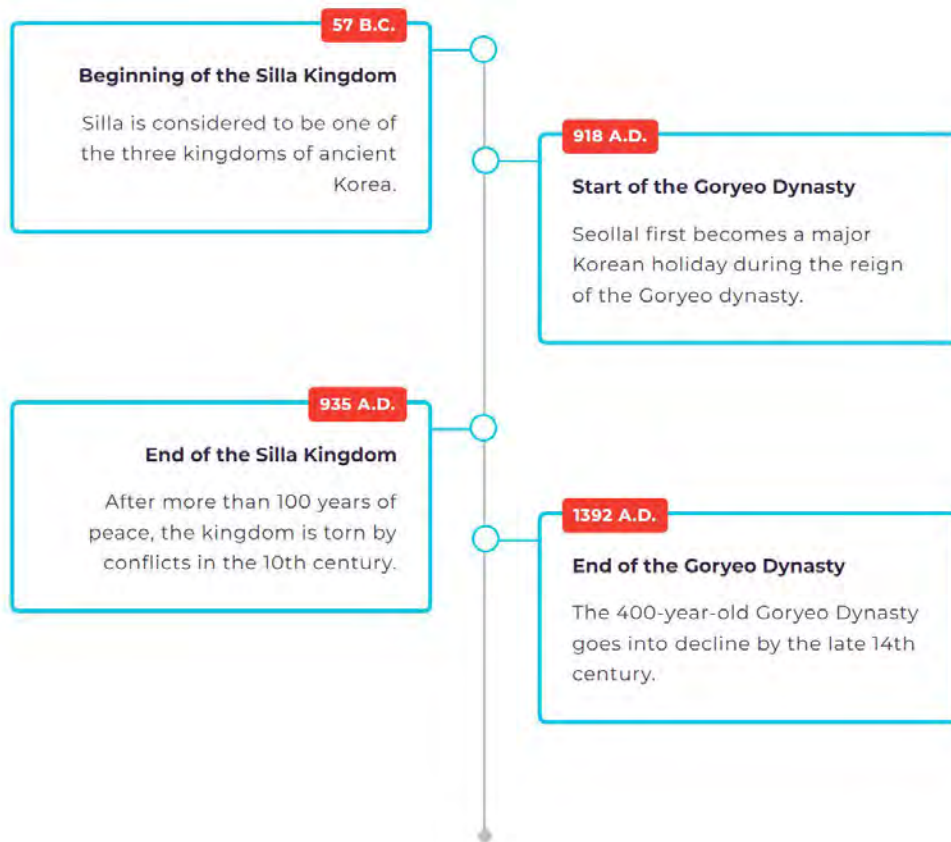 57 B.C.
Beginning of the Silla Kingdom
Silla is considered to be one of
the three kingdoms of ancient
Korea.
918 A.D.
Start of the Goryeo Dynasty
Seollal first becomes a major
Korean holiday during the reign
of the Goryeo dynasty.
935 A.D.
End of the Silla Kingdom
After more than 100 years of
peace, the kingdom is torn by
conflicts in the 10th century.
1392 A.D.
End of the Goryeo Dynasty
The 400-year-old Goryeo Dynasty
goes into decline by the late 14th
century.